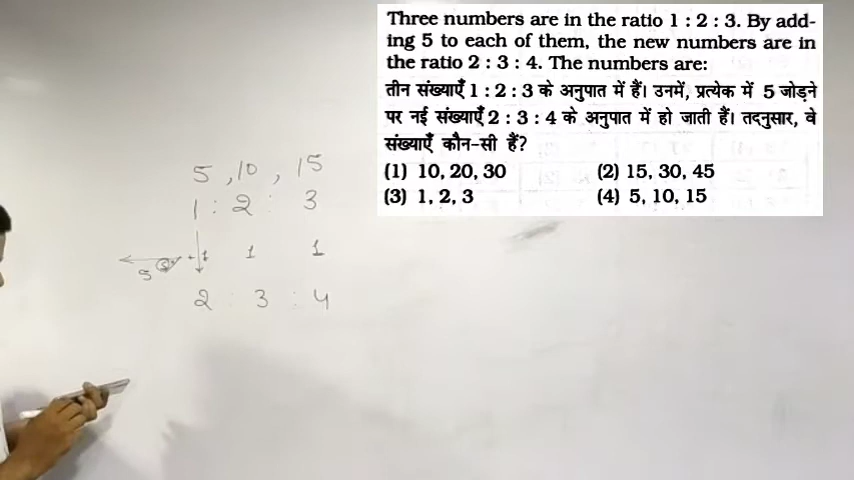 Three numbers are in the ratio 1 : 2 : 3. By add-
ing 5 to each of them, the new numbers are in
the ratio 2 : 3 : 4. The numbers are:
तीन संख्याएँ 1 : 2 : 3 के अनुपात में हैं। उनमें, प्रत्येक में 5 जोड़ने
पर नई संख्याएँ 2 : 3 : 4 के अनुपात में हो जाती हैं। तद्नुसार, वे
संख्याएँ कौन-सी हैं?
(1) 10, 20, 30 (2) 15, 30, 45
(3) 1, 2, 3 (4) 5, 10, 15
5 , 10 , 15
1 : 2 : 3
+1 1 1
5
2 : 3 : 4